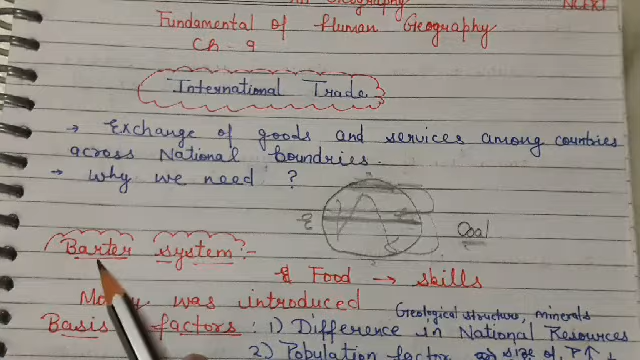 Geography NCERT
Fundamental of Human Geography
Ch - 9
International Trade
→ Exchange of goods and services among countries
across National boundries.
→ Why we need ?
Coal
Barter system :-
Food → skills
was introduced
Geological structure, minerals
Basis factors : 1) Difference in National Resources
2) Population factor size of P ↑